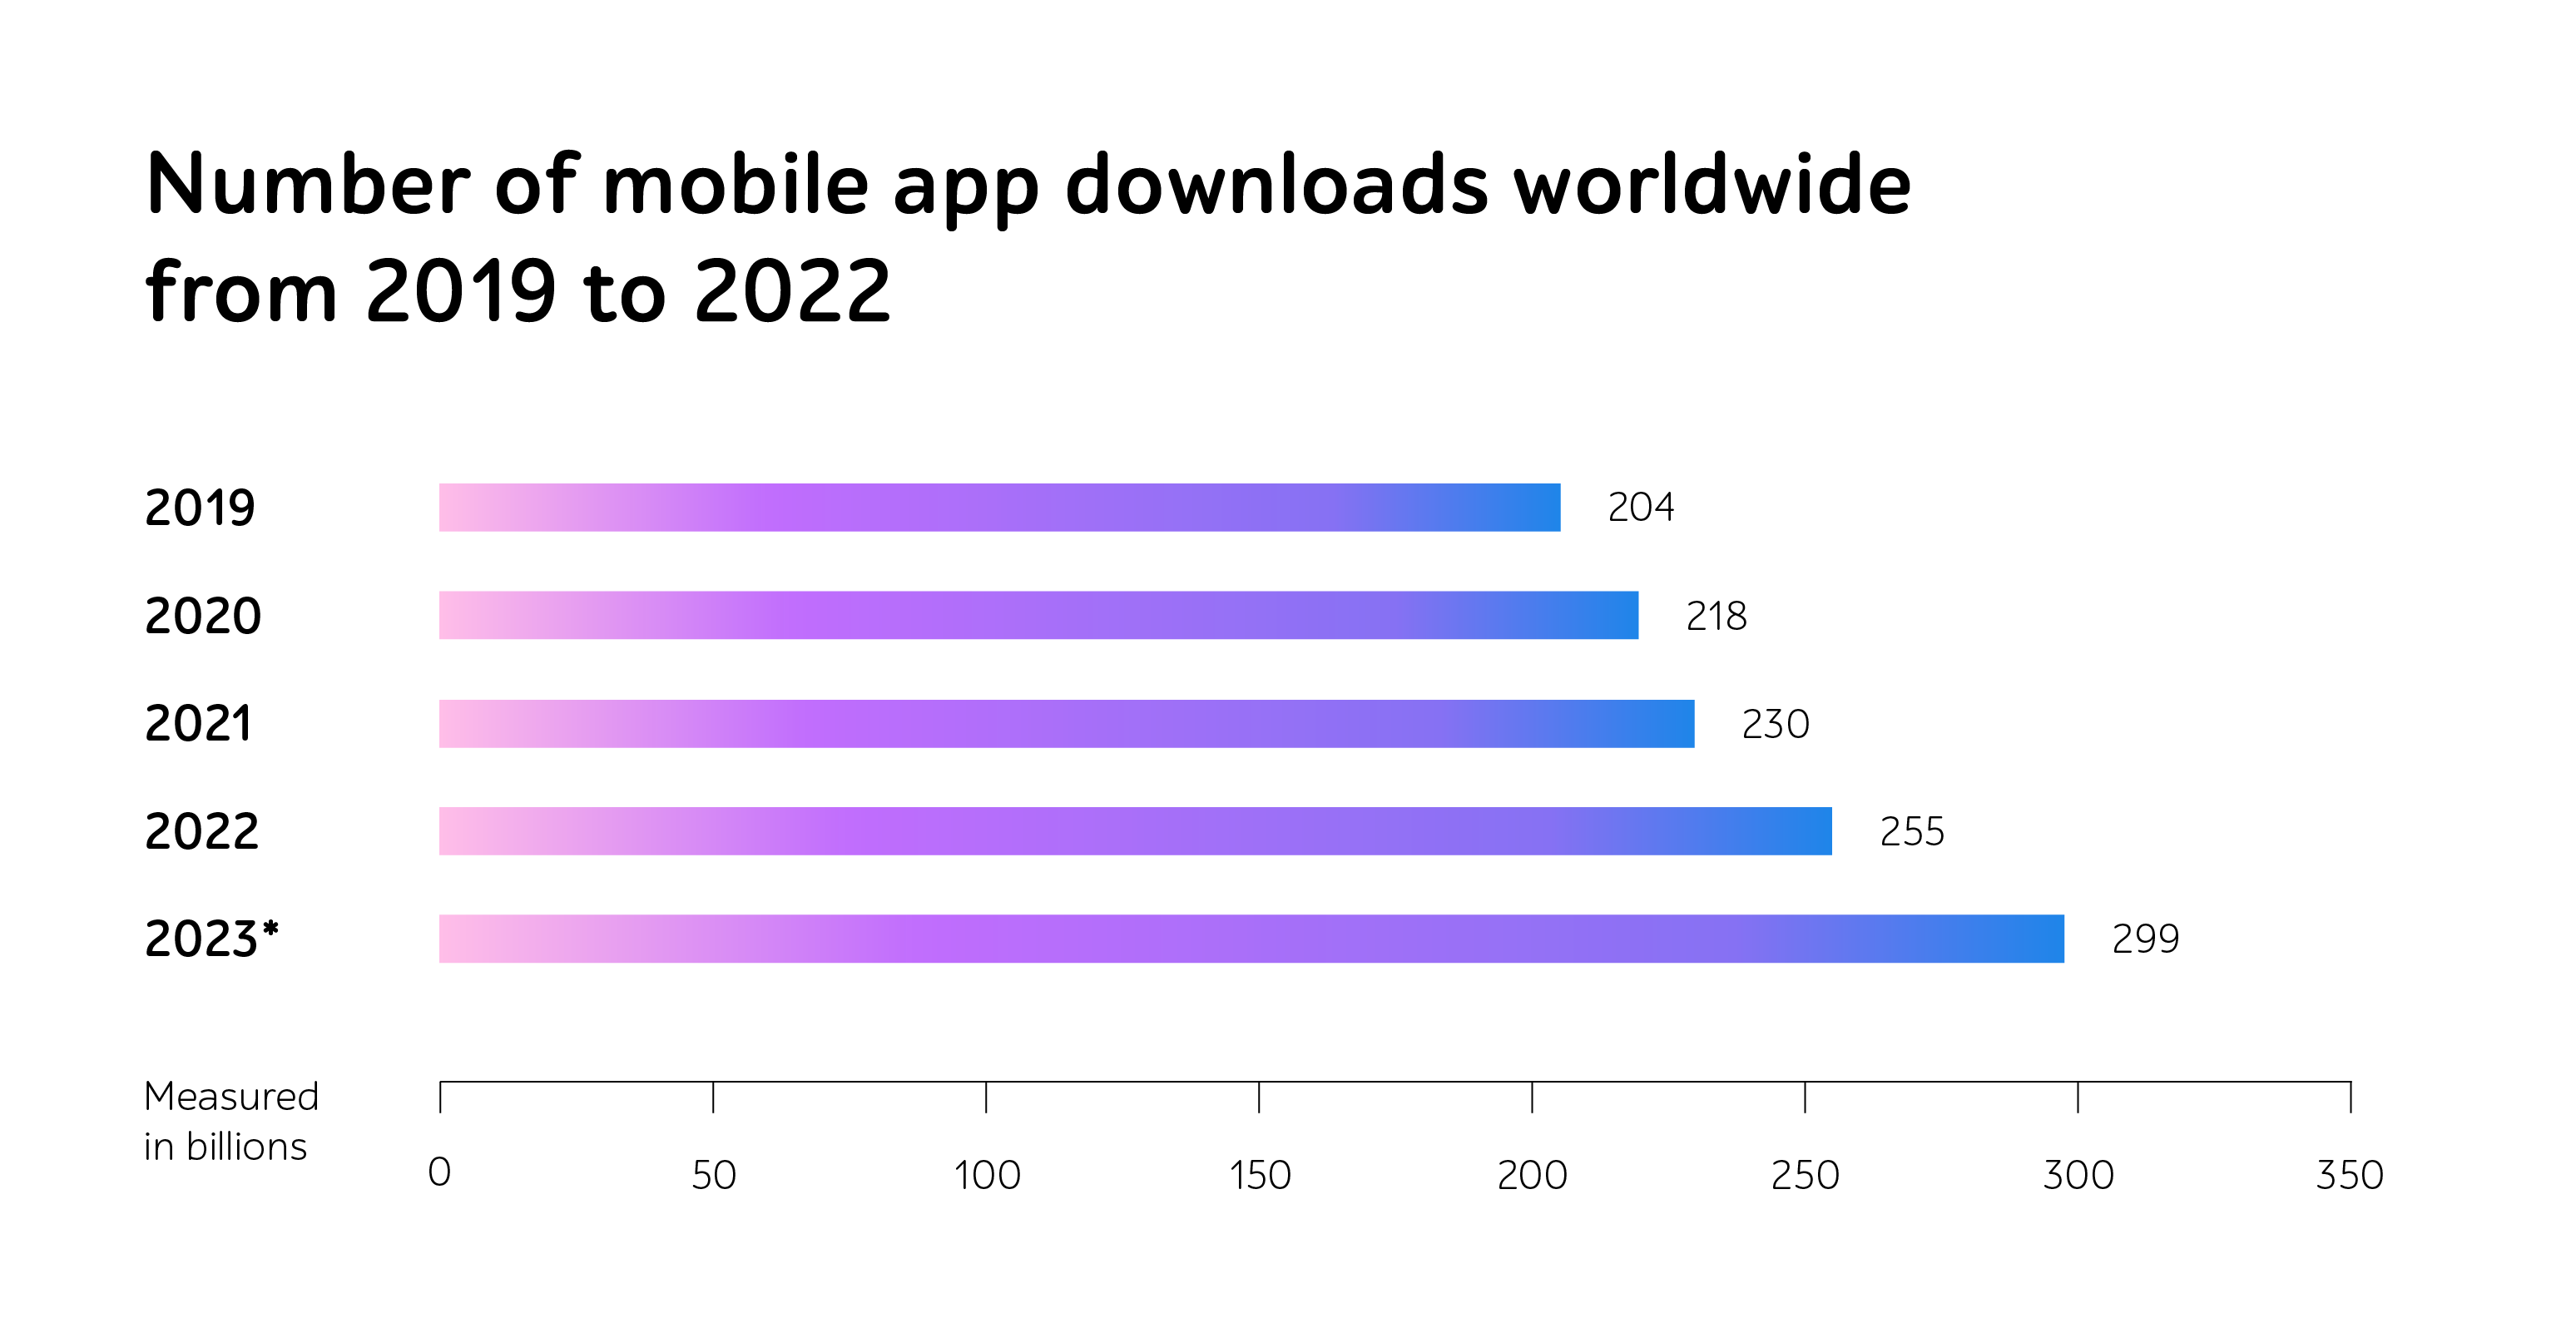 Number of mobile app downloads worldwide
from 2019 to 2022
2019 204
2020 218
2021 230
2022 255
2023* 299
Measured
in billions
0 50 100 150 200 250 300 350